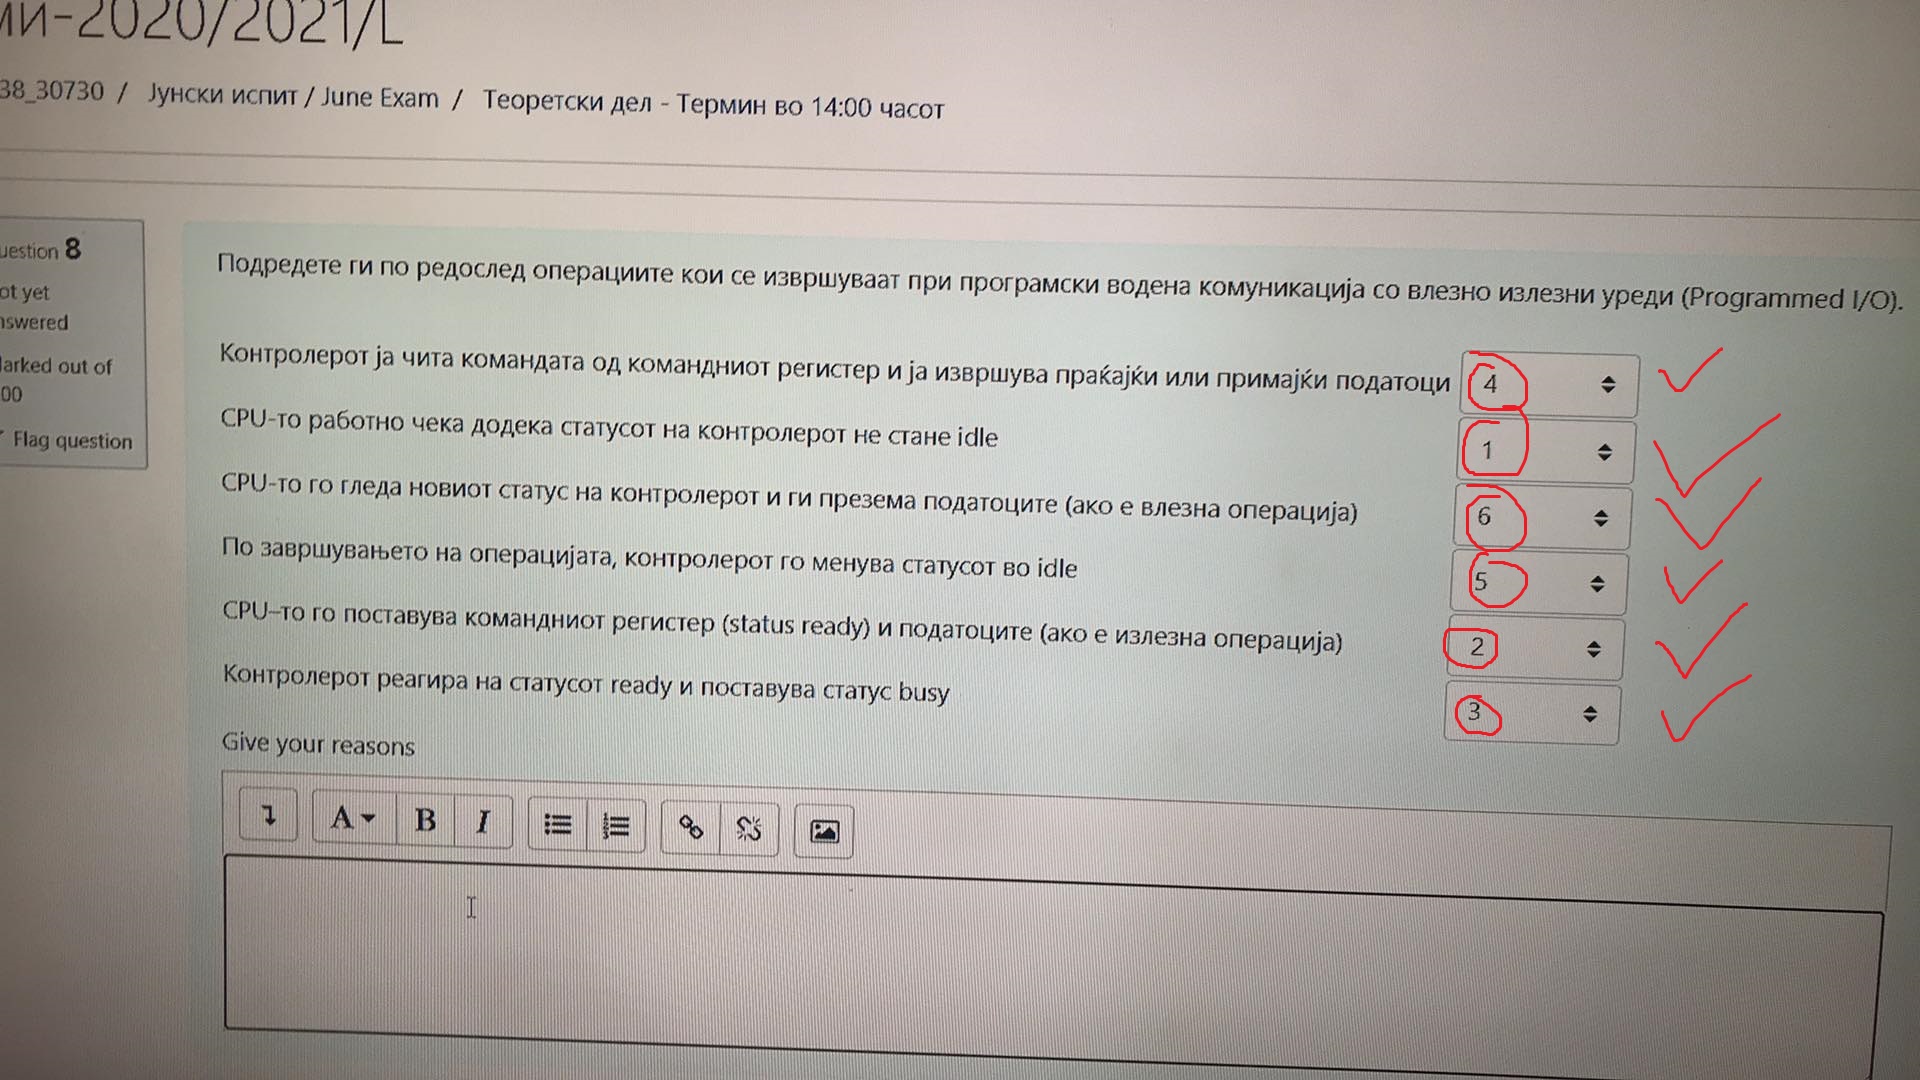 ми-2020/2021/L
38_30730 / Јунски испит / June Exam / Теоретски дел - Термин во 14:00 часот
uestion 8
ot yet
nswered
arked out of
00
Flag question
Подредете ги по редослед операциите кои се извршуваат при програмски водена комуникација со влезно излезни уреди (Programmed I/O).
Контролерот ја чита командата од командниот регистер и ја извршува праќајќи или примајќи податоци 4
CPU-то работно чека додека статусот на контролерот не стане idle 1
CPU-то го гледа новиот статус на контролерот и ги презема податоците (ако е влезна операција) 6
По завршувањето на операцијата, контролерот го менува статусот во idle 5
CPU–то го поставува командниот регистер (status ready) и податоците (ако е излезна операција) 2
Контролерот реагира на статусот ready и поставува статус busy 3
Give your reasons
A B I